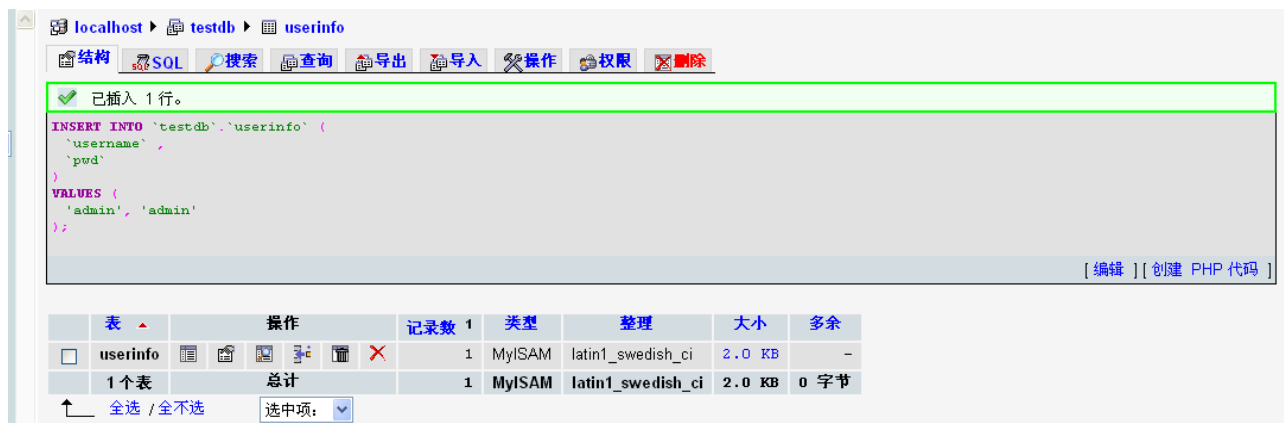 localhost ▸ testdb ▸ userinfo
结构 SQL 搜索 查询 导出 导入 操作 权限 删除
已插入 1 行。
INSERT INTO `testdb`.`userinfo` (
`username` ,
`pwd`
)
VALUES (
'admin', 'admin'
);
[ 编辑 ] [ 创建 PHP 代码 ]
表 操作 记录数 1 类型 整理 大小 多余
userinfo 1 MyISAM latin1_swedish_ci 2.0 KB -
1 个表 总计 1 MyISAM latin1_swedish_ci 2.0 KB 0 字节
全选 / 全不选 选中项: